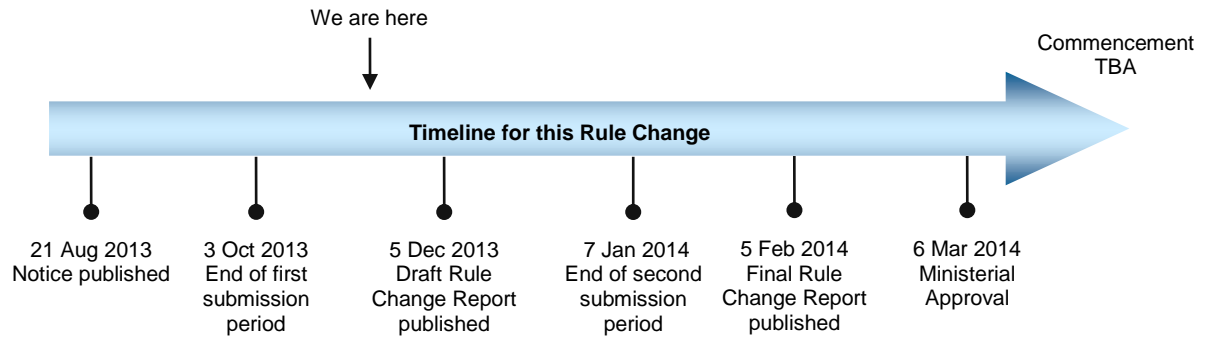 We are here
Commencement
TBA
Timeline for this Rule Change
21 Aug 2013
Notice published
3 Oct 2013
End of first
submission
period
5 Dec 2013
Draft Rule
Change Report
published
7 Jan 2014
End of second
submission
period
5 Feb 2014
Final Rule
Change Report
published
6 Mar 2014
Ministerial
Approval